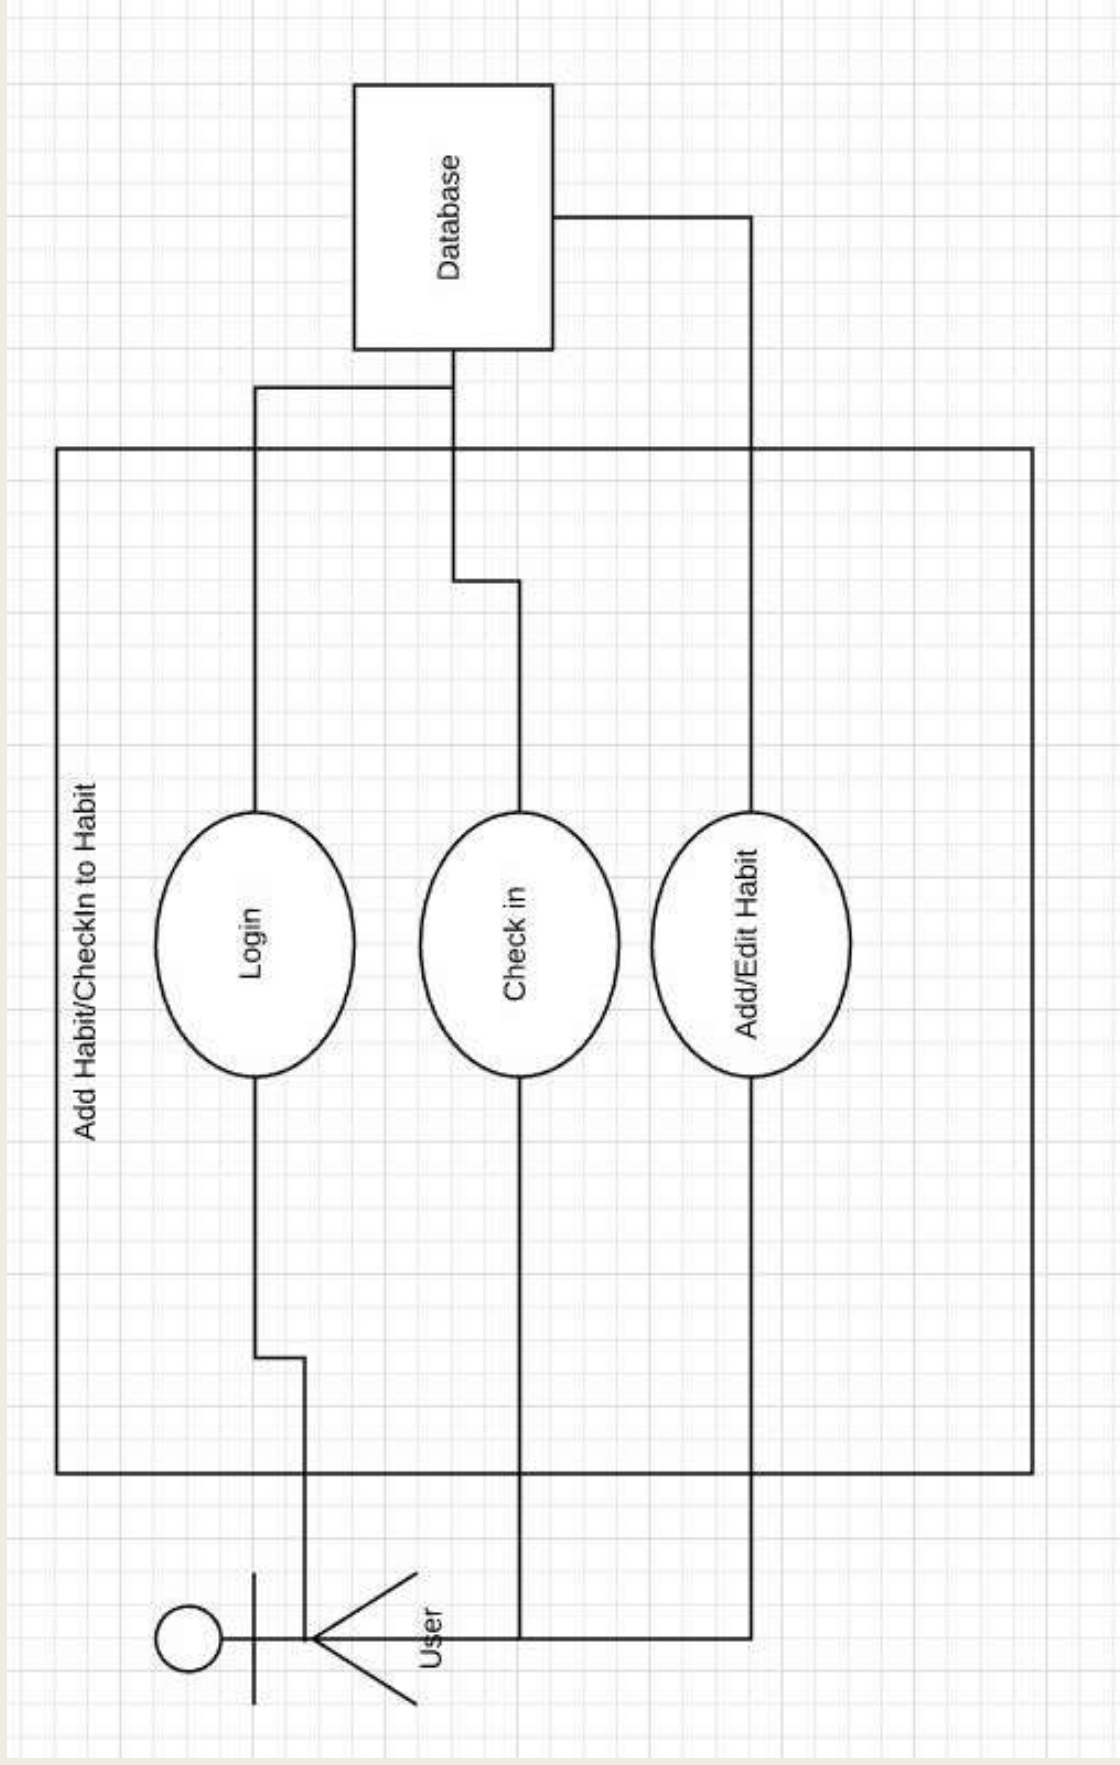 Add Habit/CheckIn to Habit
Login
Check in
Add/Edit Habit
User
Database